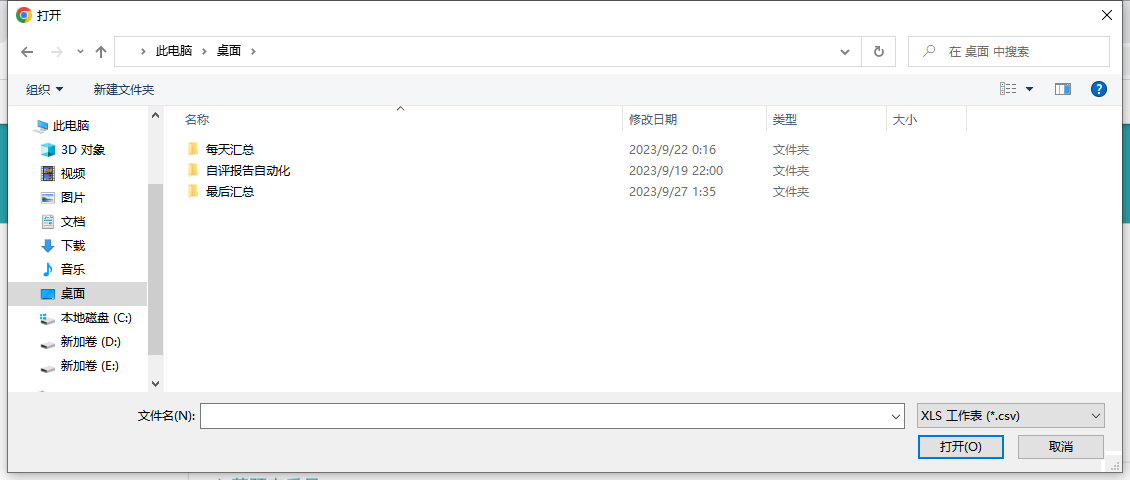 打开
此电脑 › 桌面 ›
在 桌面 中搜索
组织 新建文件夹
名称 修改日期 类型 大小
此电脑
3D 对象
视频
图片
文档
下载
音乐
桌面
本地磁盘 (C:)
新加卷 (D:)
新加卷 (E:)
每天汇总 2023/9/22 0:16 文件夹
自评报告自动化 2023/9/19 22:00 文件夹
最后汇总 2023/9/27 1:35 文件夹
文件名(N):
XLS 工作表 (*.csv)
打开(O) 取消